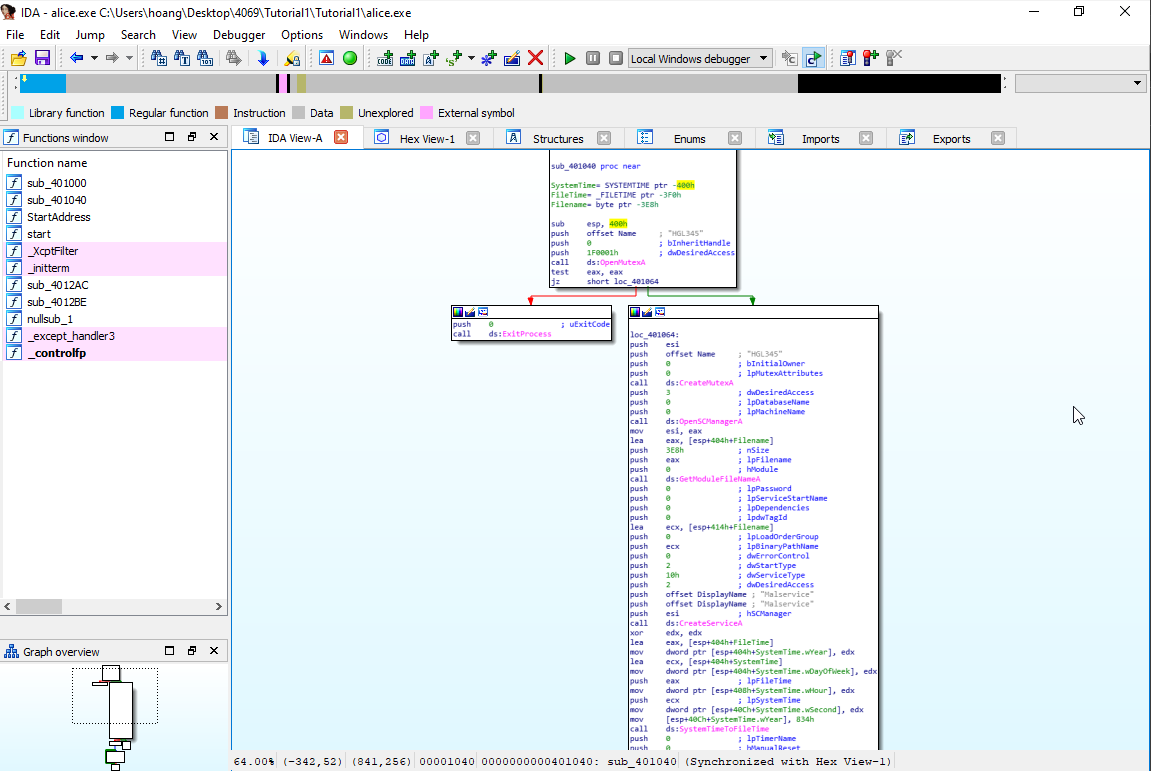 IDA - alice.exe C:\Users\hoang\Desktop\4069\Tutorial1\Tutorial1\alice.exe
File Edit Jump Search View Debugger Options Windows Help
Local Windows debugger
Library function Regular function Instruction Data Unexplored External symbol
Functions window
IDA View-A Hex View-1 Structures Enums Imports Exports
Function name
sub_401000
sub_401040
StartAddress
start
_XcptFilter
_initterm
sub_4012AC
sub_4012BE
nullsub_1
_except_handler3
_controlfp
Graph overview
sub_401040 proc near
SystemTime= SYSTEMTIME ptr -400h
FileTime= _FILETIME ptr -3F0h
Filename= byte ptr -3E8h
sub esp, 400h
push offset Name ; "HGL345"
push 0 ; bInheritHandle
push 1F0001h ; dwDesiredAccess
call ds:OpenMutexA
test eax, eax
jz short loc_401064
push 0 ; uExitCode
call ds:ExitProcess
loc_401064:
push esi
push offset Name ; "HGL345"
push 0 ; bInitialOwner
push 0 ; lpMutexAttributes
call ds:CreateMutexA
push 3 ; dwDesiredAccess
push 0 ; lpDatabaseName
push 0 ; lpMachineName
call ds:OpenSCManagerA
mov esi, eax
lea eax, [esp+404h+Filename]
push 3E8h ; nSize
push eax ; lpFilename
push 0 ; hModule
call ds:GetModuleFileNameA
push 0 ; lpPassword
push 0 ; lpServiceStartName
push 0 ; lpDependencies
push 0 ; lpdwTagId
lea ecx, [esp+414h+Filename]
push 0 ; lpLoadOrderGroup
push ecx ; lpBinaryPathName
push 0 ; dwErrorControl
push 2 ; dwStartType
push 10h ; dwServiceType
push 2 ; dwDesiredAccess
push offset DisplayName ; "Malservice"
push offset DisplayName ; "Malservice"
push esi ; hSCManager
call ds:CreateServiceA
xor edx, edx
lea eax, [esp+404h+FileTime]
mov dword ptr [esp+404h+SystemTime.wYear], edx
lea ecx, [esp+404h+SystemTime]
mov dword ptr [esp+404h+SystemTime.wDayOfWeek], edx
push eax ; lpFileTime
mov dword ptr [esp+408h+SystemTime.wHour], edx
push ecx ; lpSystemTime
mov dword ptr [esp+40Ch+SystemTime.wSecond], edx
mov [esp+40Ch+SystemTime.wYear], 834h
call ds:SystemTimeToFileTime
push 0 ; lpTimerName
push 0 ; bManualReset
64.00% (-342,52) (841,256) 00001040 0000000000401040: sub_401040 (Synchronized with Hex View-1)